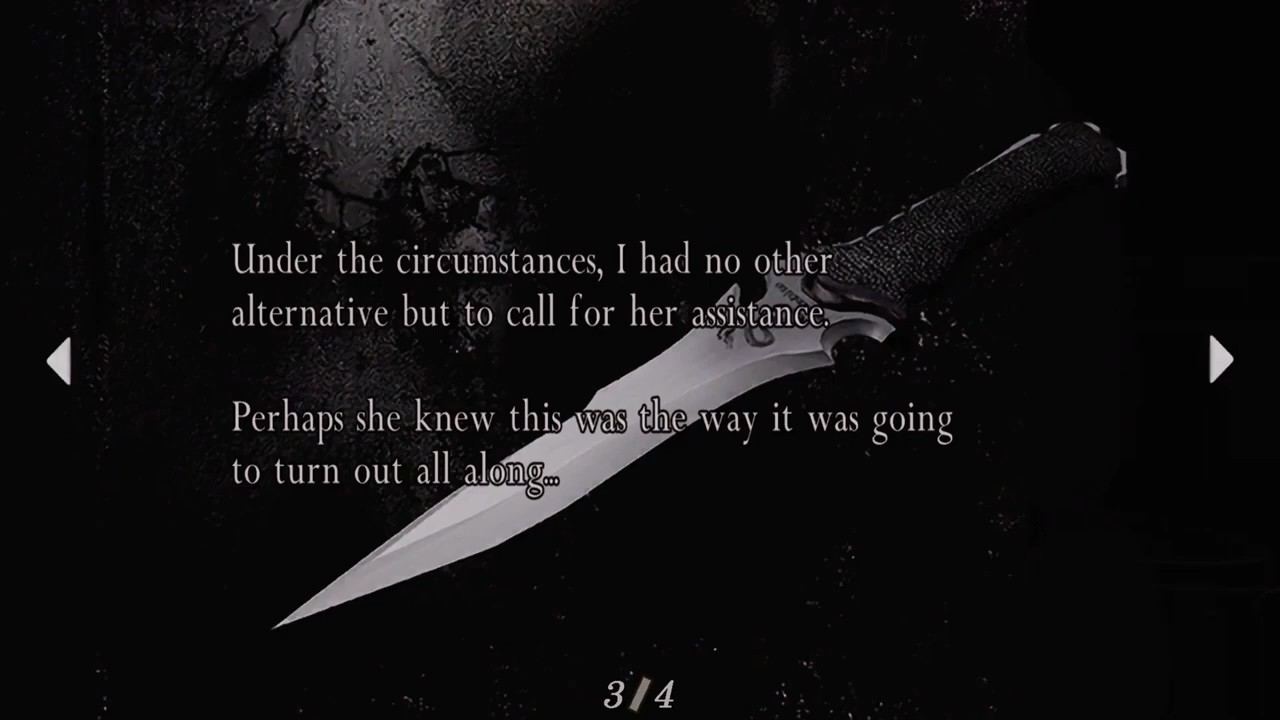 Under the circumstances, I had no other
alternative but to call for her assistance.
Perhaps she knew this was the way it was going
to turn out all along...
3/4